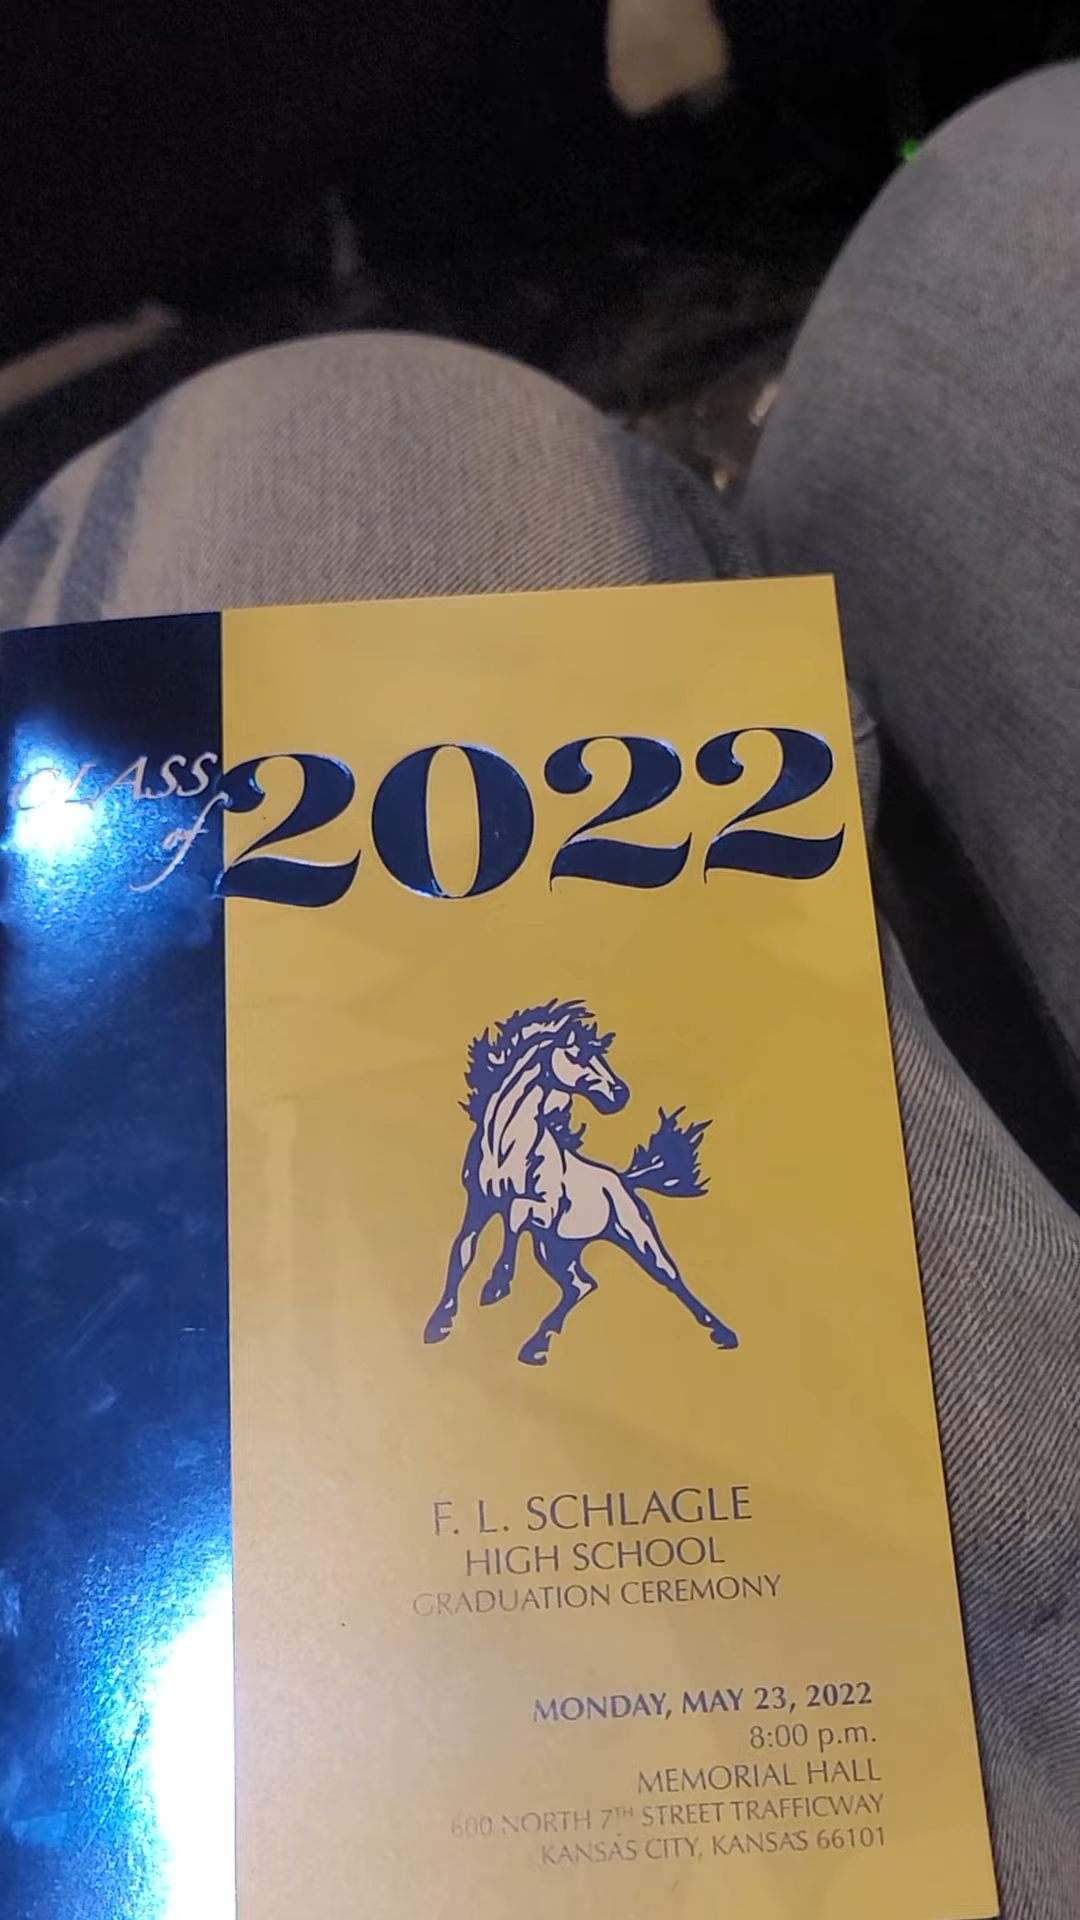 CLASS
of
2022
F. L. SCHLAGLE
HIGH SCHOOL
GRADUATION CEREMONY
MONDAY, MAY 23, 2022
8:00 p.m.
MEMORIAL HALL
600 NORTH 7TH STREET TRAFFICWAY
KANSAS CITY, KANSAS 66101